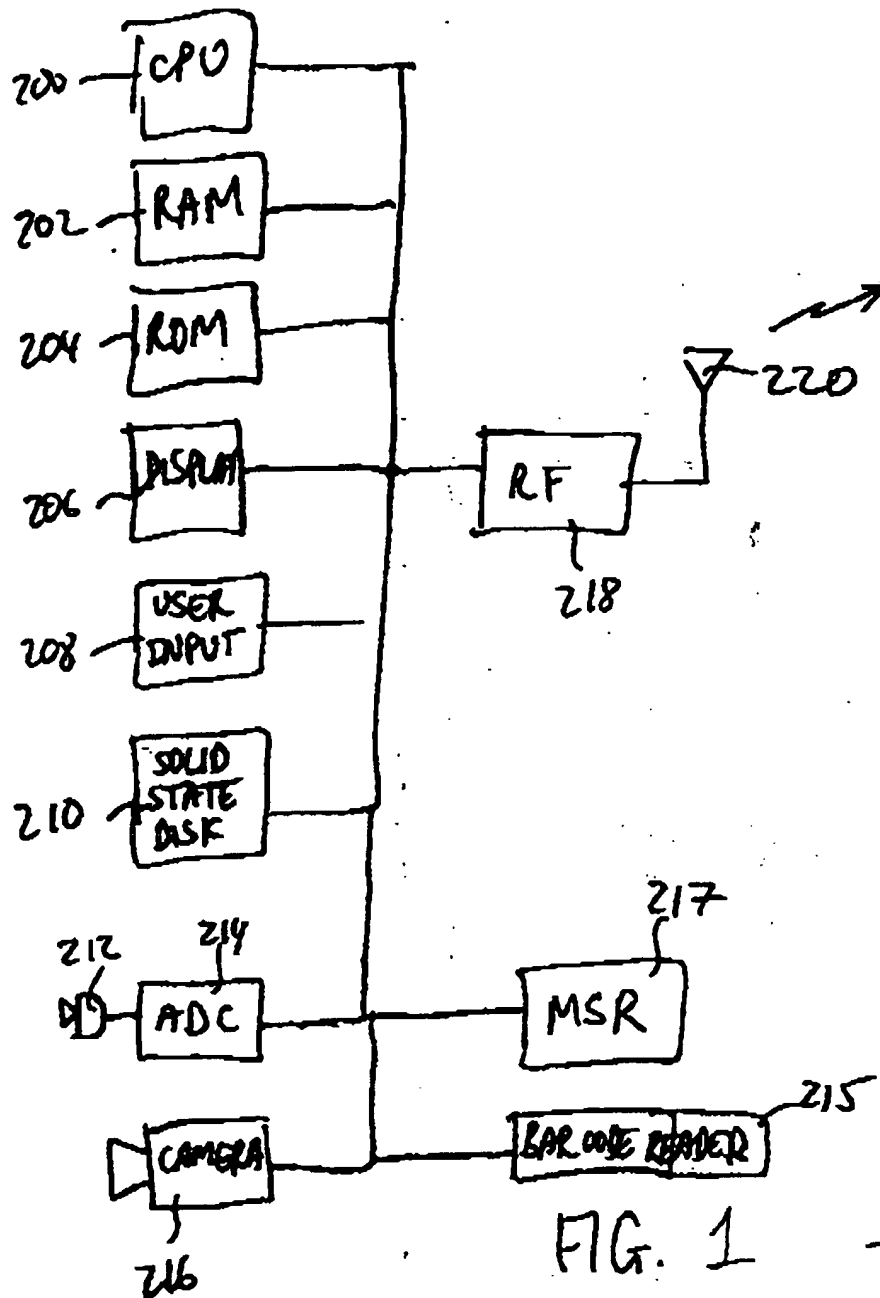 CPU
200
RAM
202
ROM
204
220
DISPLAY
206
RF
218
USER
INPUT
208
SOLID
STATE
DISK
210
217
212
214
ADC
MSR
215
CAMERA
BAR CODE READER
216
FIG. 1